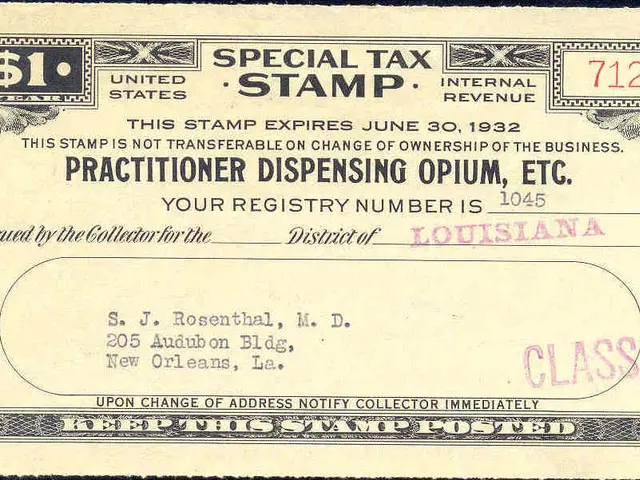 $1
SPECIAL TAX
712
UNITED STATES
· STAMP ·
INTERNAL REVENUE
THIS STAMP EXPIRES JUNE 30, 1932
THIS STAMP IS NOT TRANSFERABLE ON CHANGE OF OWNERSHIP OF THE BUSINESS.
PRACTITIONER DISPENSING OPIUM, ETC.
YOUR REGISTRY NUMBER IS 1045
by the Collector for the District of LOUISIANA
S. J. Rosenthal, M. D.
205 Audubon Bldg,
New Orleans, La.
CLASS
UPON CHANGE OF ADDRESS NOTIFY COLLECTOR IMMEDIATELY
KEEP THIS STAMP POSTED